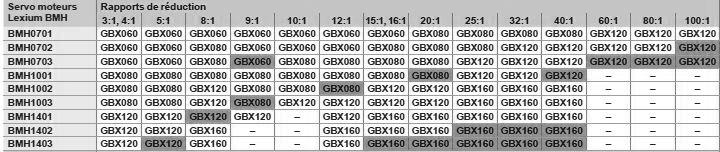 Servo moteurs Rapports de réduction
Lexium BMH 3:1, 4:1 5:1 8:1 9:1 10:1 12:1 15:1, 16:1 20:1 25:1 32:1 40:1 60:1 80:1 100:1
BMH0701 GBX060 GBX060 GBX060 GBX060 GBX060 GBX060 GBX060 GBX080 GBX080 GBX080 GBX080 GBX120 GBX120 GBX120
BMH0702 GBX060 GBX060 GBX080 GBX060 GBX060 GBX080 GBX080 GBX080 GBX080 GBX120 GBX120 GBX120 GBX120 GBX120
BMH0703 GBX060 GBX060 GBX080 GBX060 GBX080 GBX080 GBX080 GBX080 GBX120 GBX120 GBX120 GBX120 GBX120 GBX120
BMH1001 GBX080 GBX080 GBX080 GBX080 GBX080 GBX080 GBX080 GBX080 GBX120 GBX120 GBX120 – – –
BMH1002 GBX080 GBX080 GBX120 GBX080 GBX080 GBX080 GBX120 GBX120 GBX160 GBX160 GBX160 – – –
BMH1003 GBX080 GBX080 GBX120 GBX080 GBX120 GBX120 GBX120 GBX120 GBX160 GBX160 GBX160 – – –
BMH1401 GBX120 GBX120 GBX120 GBX120 – GBX120 GBX160 GBX160 GBX160 GBX160 GBX160 – – –
BMH1402 GBX120 GBX120 GBX160 – – GBX160 GBX160 GBX160 GBX160 GBX160 GBX160 – – –
BMH1403 GBX120 GBX120 GBX160 – – GBX160 GBX160 GBX160 GBX160 GBX160 GBX160 – – –